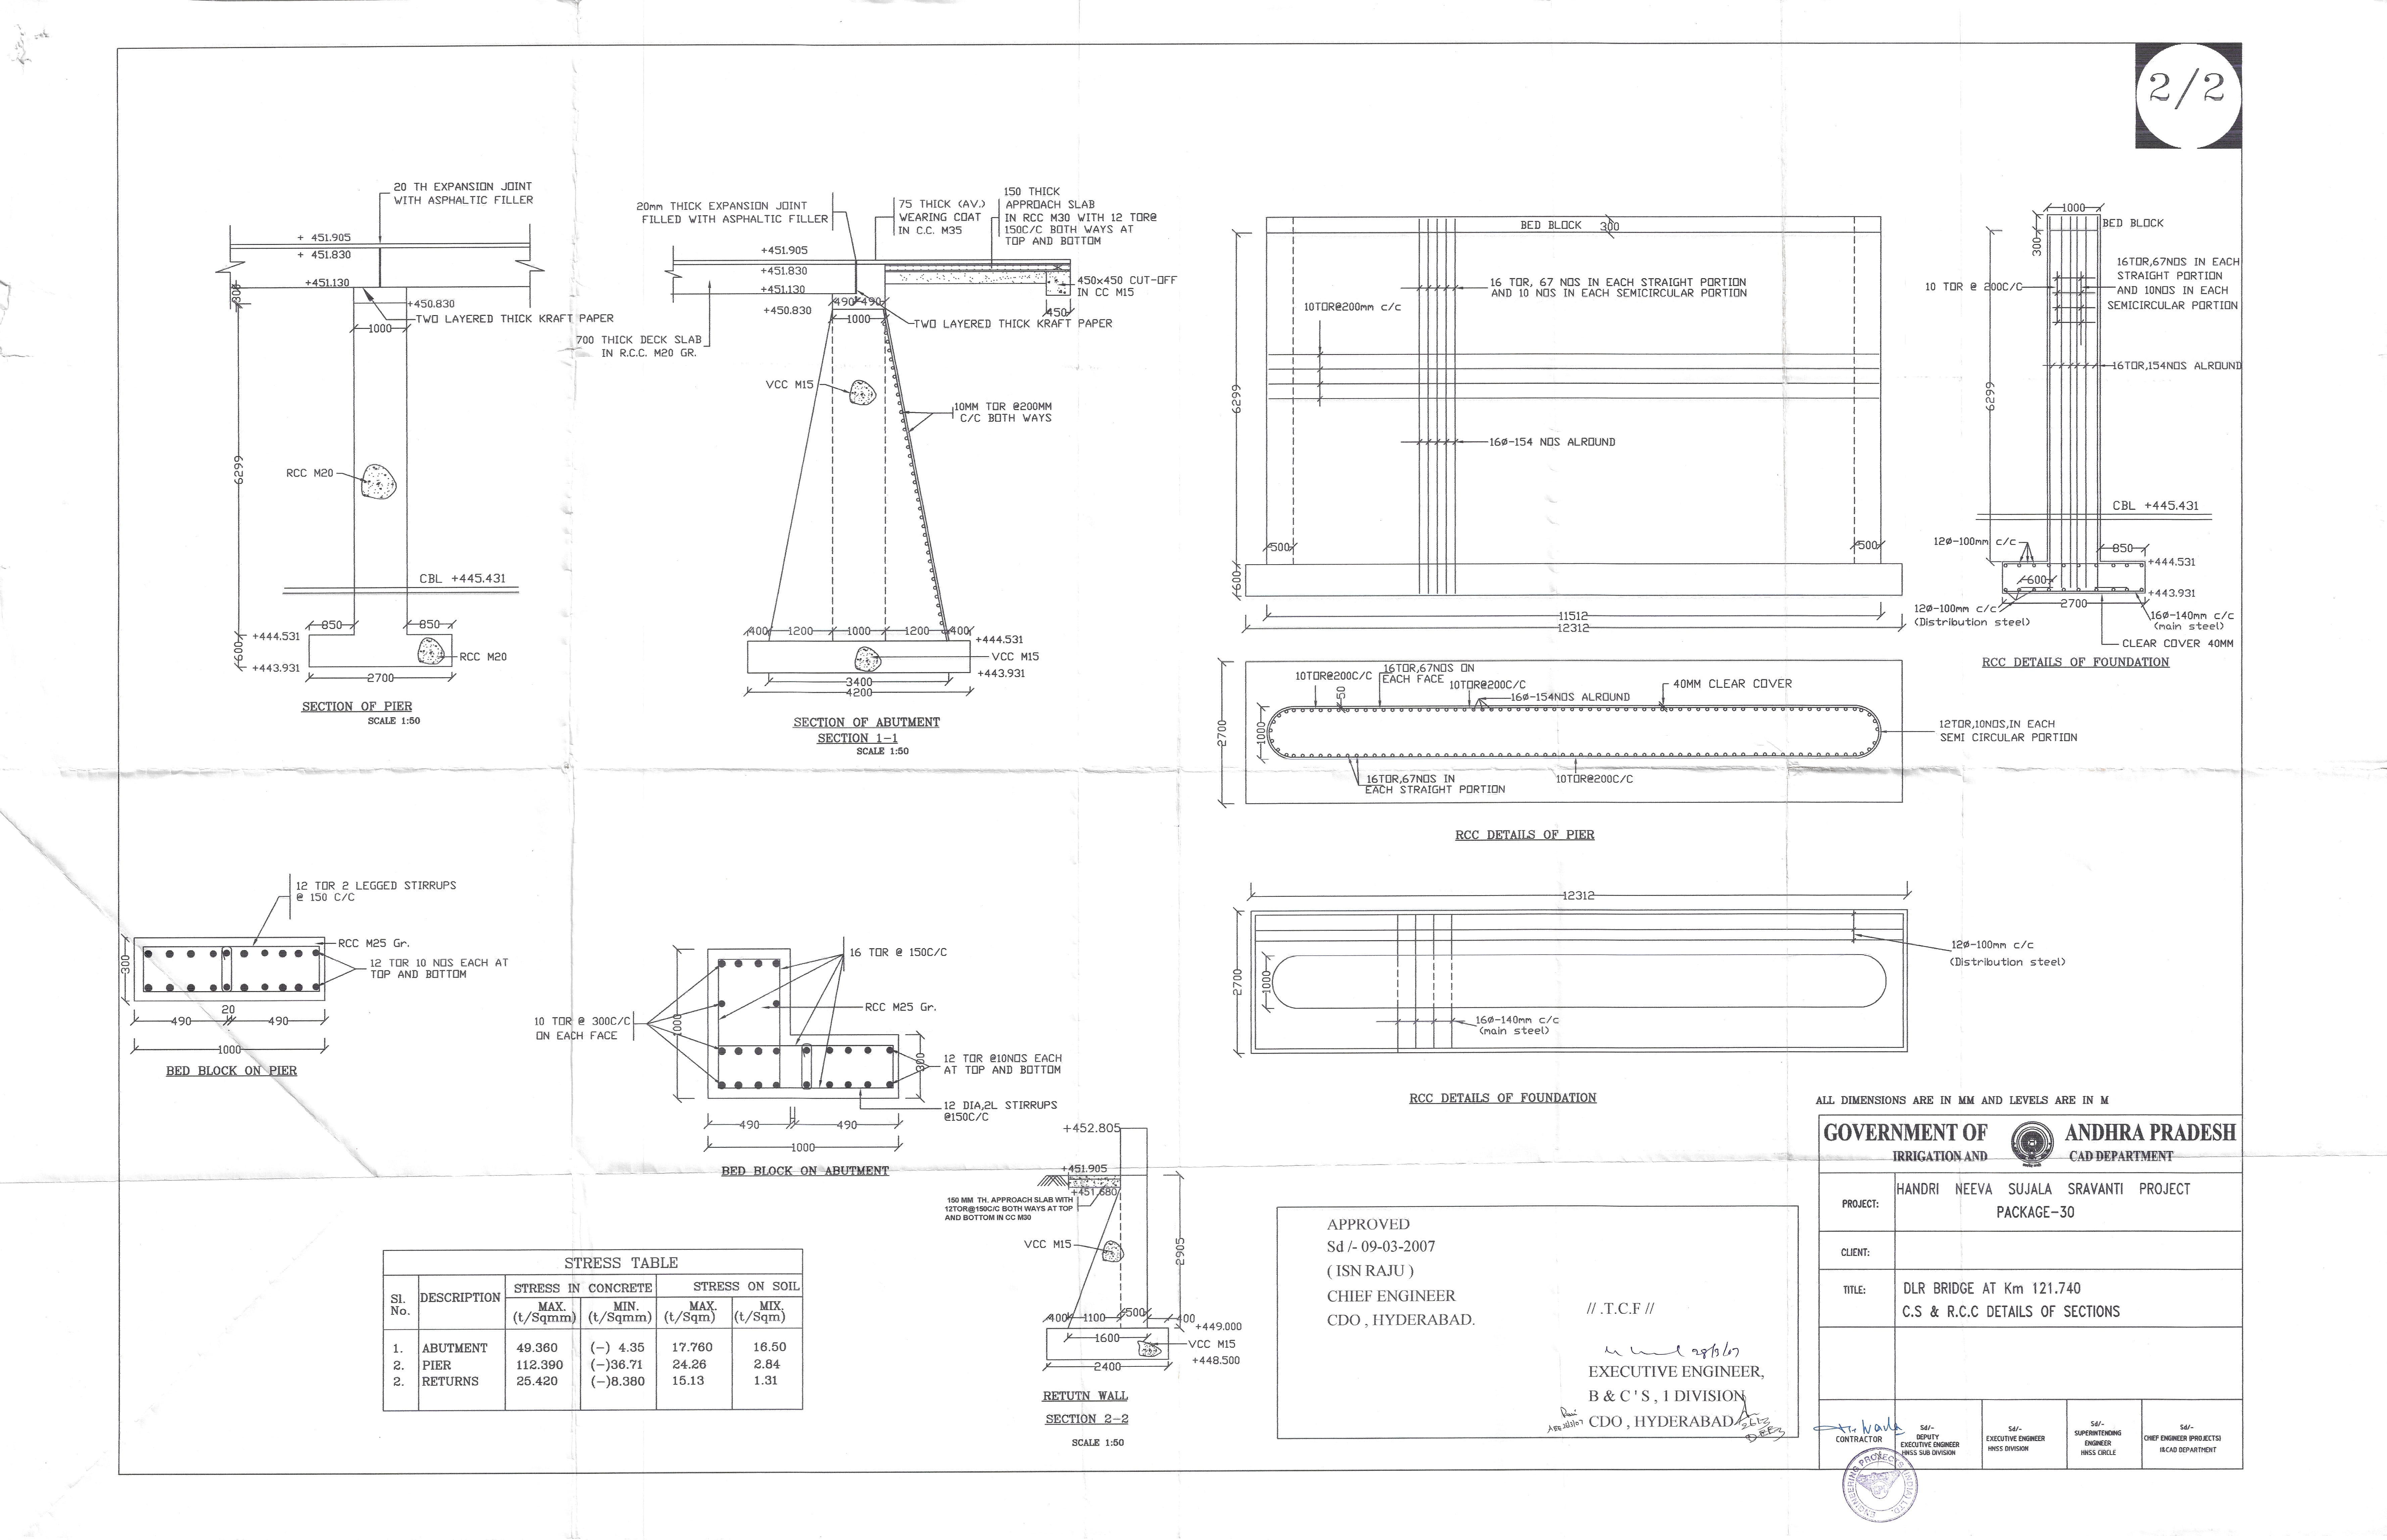 2/2
20 TH EXPANSION JOINT
WITH ASPHALTIC FILLER
+ 451.905
+ 451.830
+451.130
300
+450.830
TWO LAYERED THICK KRAFT PAPER
1000
6299
RCC M20
CBL +445.431
850
850
+444.531
600
RCC M20
+443.931
2700
SECTION OF PIER
SCALE 1:50
20mm THICK EXPANSION JOINT
FILLED WITH ASPHALTIC FILLER
75 THICK (AV.)
WEARING COAT
IN C.C. M35
150 THICK
APPROACH SLAB
IN RCC M30 WITH 12 TOR@
150C/C BOTH WAYS AT
TOP AND BOTTOM
+451.905
+451.830
+451.130
450x450 CUT-OFF
IN CC M15
490
490
+450.830
450
1000
TWO LAYERED THICK KRAFT PAPER
700 THICK DECK SLAB
IN R.C.C. M20 GR.
VCC M15
10MM TOR @200MM
C/C BOTH WAYS
400
1200
1000
1200
400
+444.531
VCC M15
+443.931
3400
4200
SECTION OF ABUTMENT
SECTION 1-1
SCALE 1:50
BED BLOCK
300
16 TOR, 67 NOS IN EACH STRAIGHT PORTION
AND 10 NOS IN EACH SEMICIRCULAR PORTION
10TOR@200mm c/c
6299
16Ø-154 NOS ALROUND
500
500
600
11512
12312
1000
BED BLOCK
300
16TOR,67NOS IN EACH
STRAIGHT PORTION
AND 10NOS IN EACH
SEMICIRCULAR PORTION
10 TOR @ 200C/C
16TOR,154NOS ALROUND
6299
CBL +445.431
12Ø-100mm c/c
850
+444.531
600
+443.931
2700
12Ø-100mm c/c
(Distribution steel)
16Ø-140mm c/c
(main steel)
CLEAR COVER 40MM
RCC DETAILS OF FOUNDATION
10TOR@200C/C
16TOR,67NOS ON
EACH FACE
10TOR@200C/C
16Ø-154NOS ALROUND
40MM CLEAR COVER
50
2700
1000
12TOR,10NOS,IN EACH
SEMI CIRCULAR PORTION
16TOR,67NOS IN
EACH STRAIGHT PORTION
10TOR@200C/C
RCC DETAILS OF PIER
12 TOR 2 LEGGED STIRRUPS
@ 150 C/C
RCC M25 Gr.
12 TOR 10 NOS EACH AT
TOP AND BOTTOM
300
20
490
490
1000
BED BLOCK ON PIER
16 TOR @ 150C/C
RCC M25 Gr.
10 TOR @ 300C/C
ON EACH FACE
1000
300
12 TOR @10NOS EACH
AT TOP AND BOTTOM
12 DIA,2L STIRRUPS
@150C/C
490
490
1000
BED BLOCK ON ABUTMENT
12312
2700
1000
12Ø-100mm c/c
(Distribution steel)
16Ø-140mm c/c
(main steel)
RCC DETAILS OF FOUNDATION
+452.805
+451.905
+451.680
150 MM TH. APPROACH SLAB WITH
12TOR@150C/C BOTH WAYS AT TOP
AND BOTTOM IN CC M30
VCC M15
2905
400
1100
500
400
+449.000
1600
VCC M15
+448.500
2400
RETUTN WALL
SECTION 2-2
SCALE 1:50
STRESS TABLE
Sl. No. DESCRIPTION STRESS IN CONCRETE STRESS ON SOIL
MAX. (t/Sqmm) MIN. (t/Sqmm) MAX. (t/Sqm) MIX. (t/Sqm)
1. ABUTMENT 49.360 (-) 4.35 17.760 16.50
2. PIER 112.390 (-)36.71 24.26 2.84
2. RETURNS 25.420 (-)8.380 15.13 1.31
APPROVED
Sd /- 09-03-2007
( ISN RAJU )
CHIEF ENGINEER
CDO , HYDERABAD.
// .T.C.F //
28/3/07
EXECUTIVE ENGINEER,
B & C ' S , 1 DIVISION
CDO , HYDERABAD
ALL DIMENSIONS ARE IN MM AND LEVELS ARE IN M
GOVERNMENT OF ANDHRA PRADESH
IRRIGATION AND CAD DEPARTMENT
PROJECT: HANDRI NEEVA SUJALA SRAVANTI PROJECT
PACKAGE-30
CLIENT:
TITLE: DLR BRIDGE AT Km 121.740
C.S & R.C.C DETAILS OF SECTIONS
CONTRACTOR
Sd/-
DEPUTY
EXECUTIVE ENGINEER
HNSS SUB DIVISION
Sd/-
EXECUTIVE ENGINEER
HNSS DIVISION
Sd/-
SUPERINTENDING
ENGINEER
HNSS CIRCLE
Sd/-
CHIEF ENGINEER (PROJECTS)
I&CAD DEPARTMENT
ENGINEERING PROJECTS (INDIA) LTD.